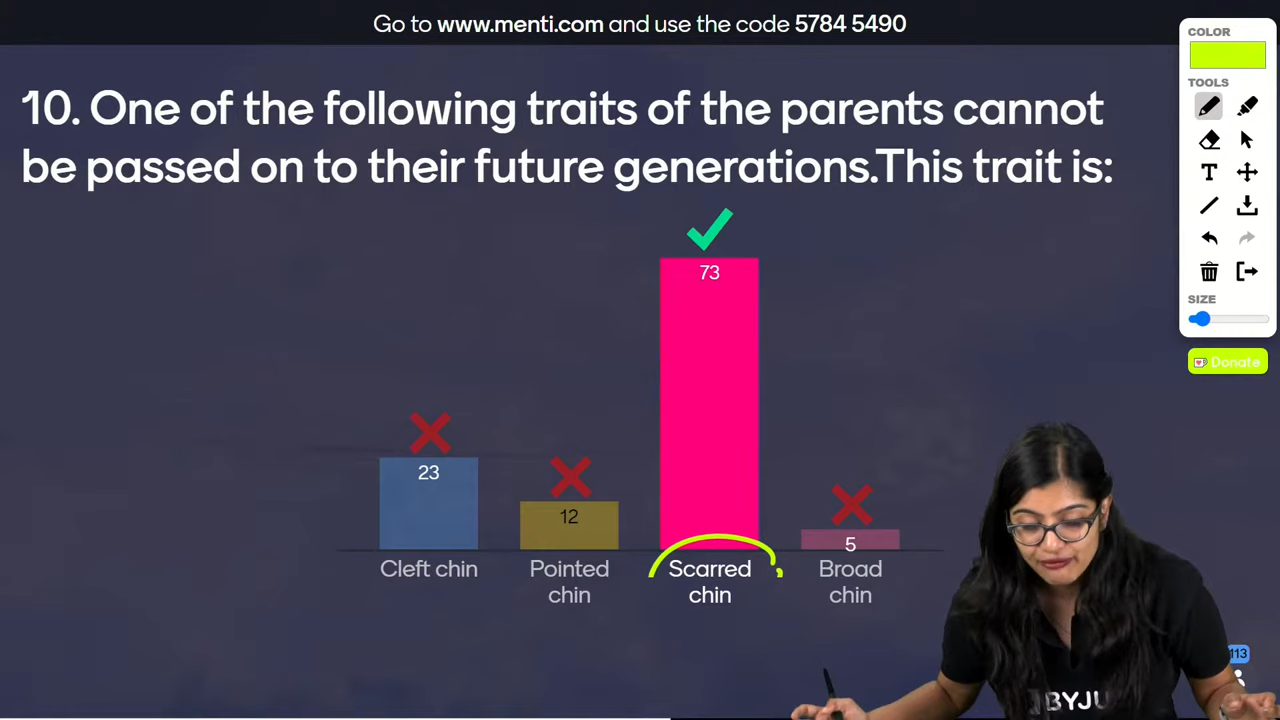 Go to www.menti.com and use the code 5784 5490
10. One of the following traits of the parents cannot
be passed on to their future generations.This trait is:
73
23
12
5
Cleft chin
Pointed
chin
Scarred
chin
Broad
chin
COLOR
TOOLS
T
SIZE
Donate
113
BYJU